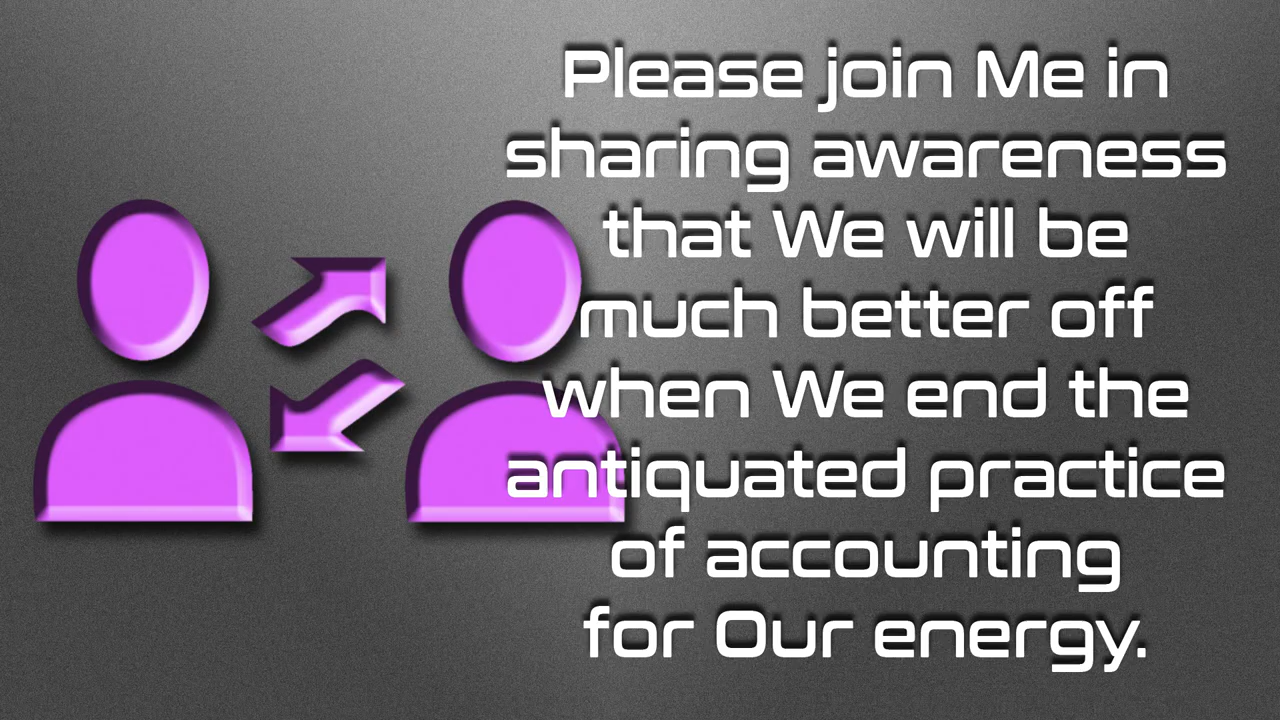 Please join Me in
sharing awareness
that We will be
much better off
when We end the
antiquated practice
of accounting
for Our energy.